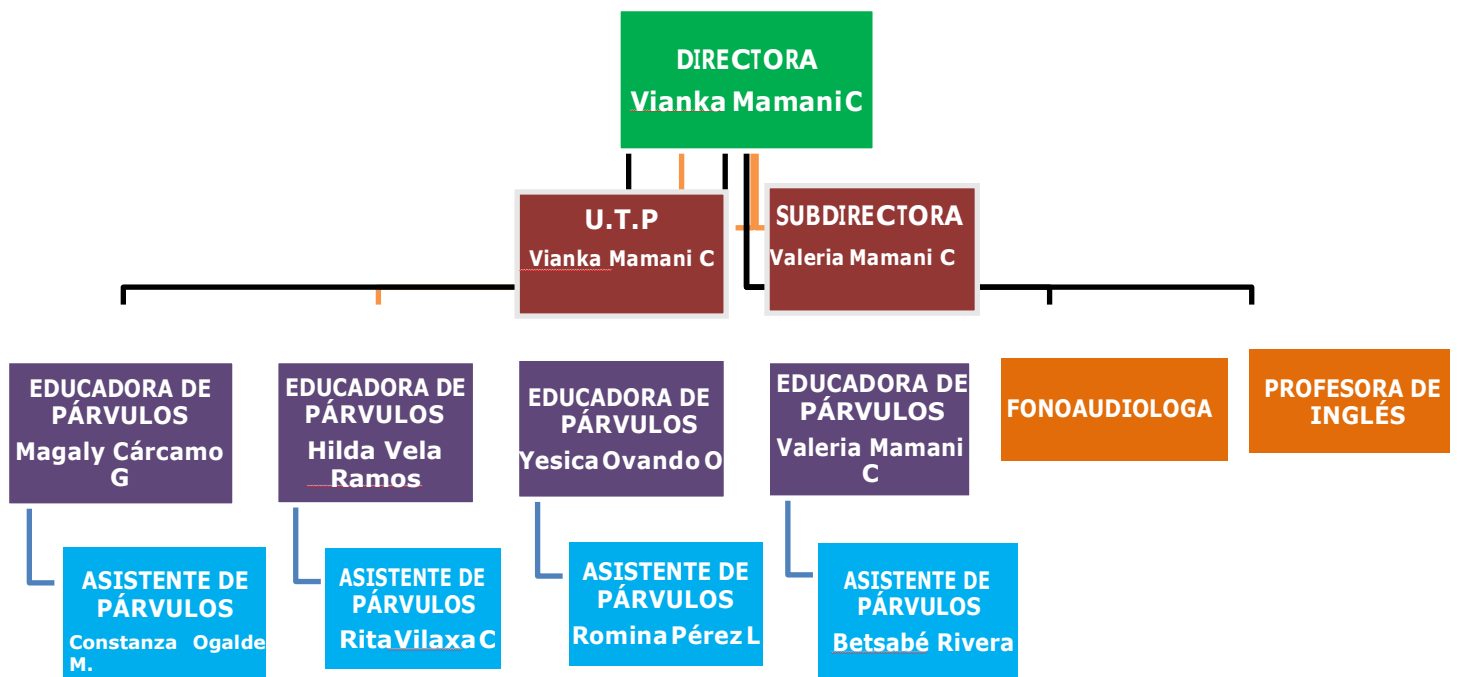 DIRECTORA
Vianka Mamani C
U.T.P
Vianka Mamani C
SUBDIRECTORA
Valeria Mamani C
EDUCADORA DE
PÁRVULOS
Magaly Cárcamo
G
EDUCADORA DE
PÁRVULOS
Hilda Vela
Ramos
EDUCADORA DE
PÁRVULOS
Yesica Ovando O
EDUCADORA DE
PÁRVULOS
Valeria Mamani
C
FONOAUDIOLOGA
PROFESORA DE
INGLÉS
ASISTENTE DE
PÁRVULOS
Constanza Ogalde
M.
ASISTENTE DE
PÁRVULOS
Rita Vilaxa C
ASISTENTE DE
PÁRVULOS
Romina Pérez L
ASISTENTE DE
PÁRVULOS
Betsabé Rivera